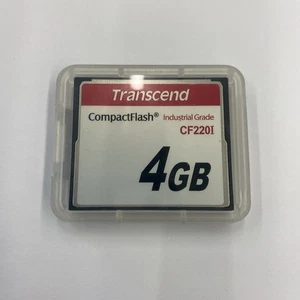 Transcend
CompactFlash® Industrial Grade
CF220I
4GB